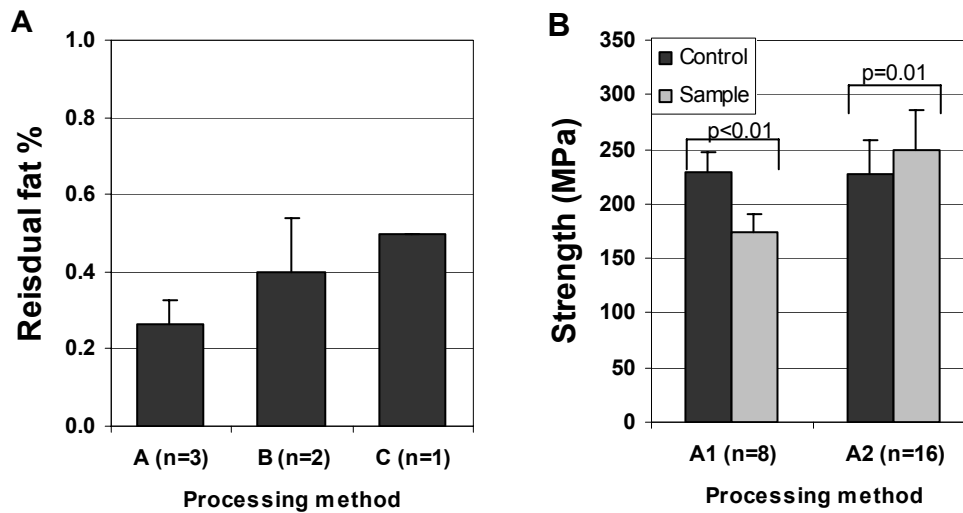 A
Reisdual fat %
1.0
0.8
0.6
0.4
0.2
0.0
A (n=3) B (n=2) C (n=1)
Processing method
B
Strength (MPa)
350
300
250
200
150
100
50
0
Control
Sample
p<0.01
p=0.01
A1 (n=8) A2 (n=16)
Processing method